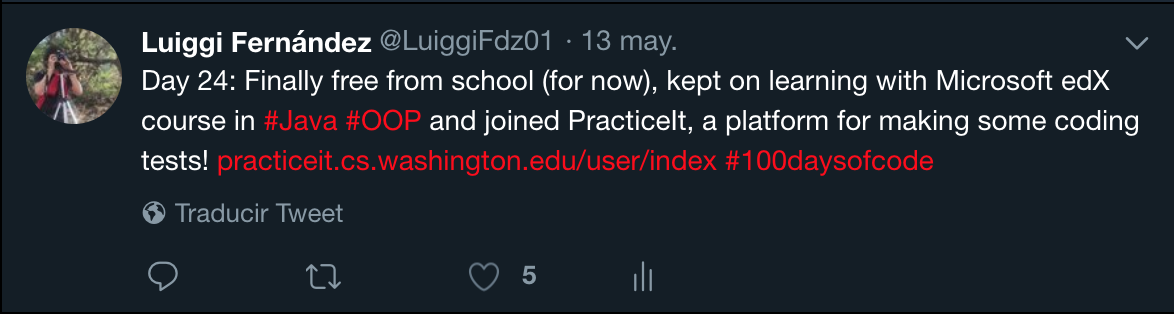 Luiggi Fernández @LuiggiFdz01 · 13 may.
Day 24: Finally free from school (for now), kept on learning with Microsoft edX
course in #Java #OOP and joined PracticeIt, a platform for making some coding
tests! practiceit.cs.washington.edu/user/index #100daysofcode
Traducir Tweet
5